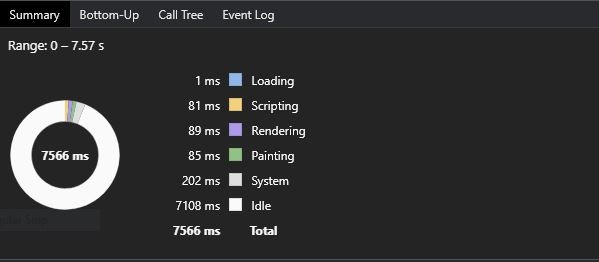 Summary Bottom-Up Call Tree Event Log
Range: 0 – 7.57 s
1 ms Loading
81 ms Scripting
89 ms Rendering
85 ms Painting
202 ms System
7108 ms Idle
7566 ms Total
7566 ms